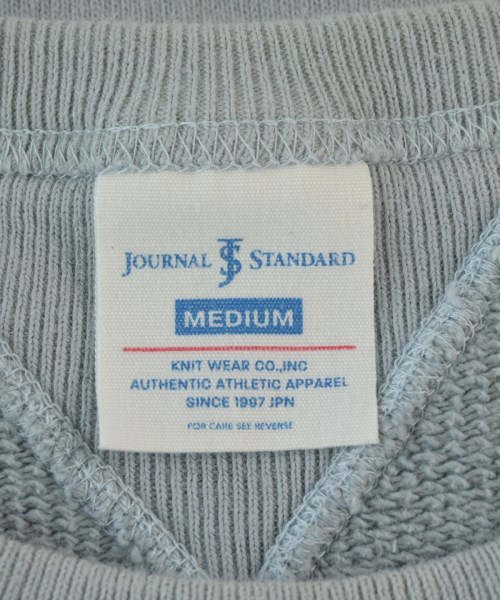 JOURNAL JS STANDARD
MEDIUM
KNIT WEAR CO.,INC
AUTHENTIC ATHLETIC APPAREL
SINCE 1997 JPN
FOR CARE SEE REVERSE